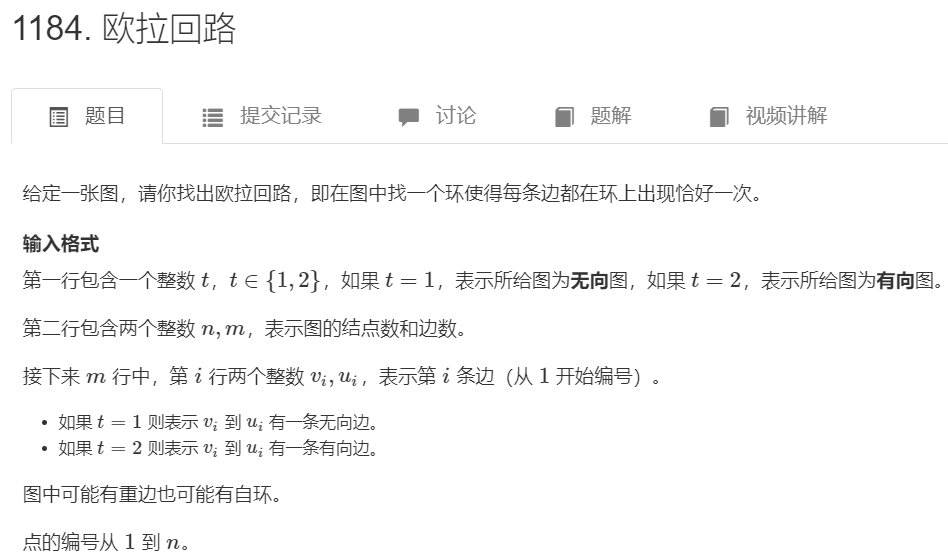 1184. 欧拉回路
题目 提交记录 讨论 题解 视频讲解
给定一张图，请你找出欧拉回路，即在图中找一个环使得每条边都在环上出现恰好一次。
输入格式
第一行包含一个整数 t，t ∈ {1, 2}，如果 t = 1，表示所给图为无向图，如果 t = 2，表示所给图为有向图。
第二行包含两个整数 n, m，表示图的结点数和边数。
接下来 m 行中，第 i 行两个整数 vᵢ, uᵢ，表示第 i 条边（从 1 开始编号）。
• 如果 t = 1 则表示 vᵢ 到 uᵢ 有一条无向边。
• 如果 t = 2 则表示 vᵢ 到 uᵢ 有一条有向边。
图中可能有重边也可能有自环。
点的编号从 1 到 n。